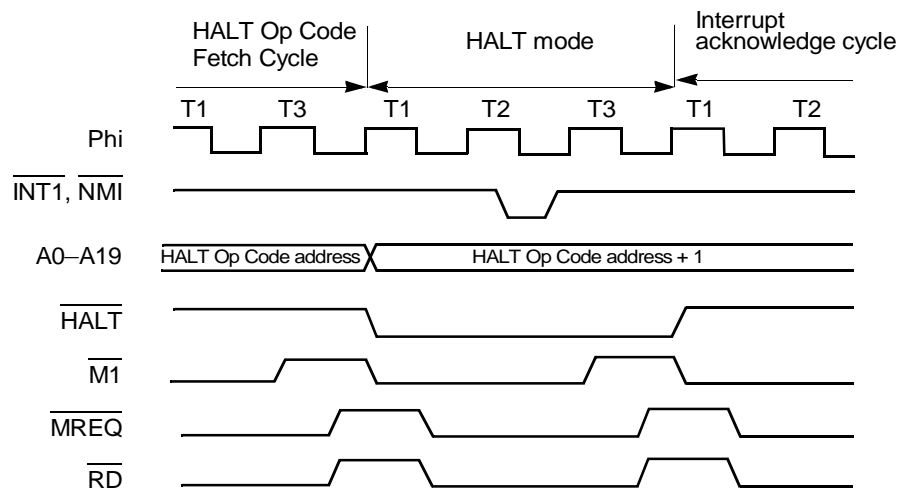 HALT Op Code
Fetch Cycle
HALT mode
Interrupt
acknowledge cycle
T1 T3 T1 T2 T3 T1 T2
Phi
INT1, NMI
A0–A19
HALT Op Code address
HALT Op Code address + 1
HALT
M1
MREQ
RD